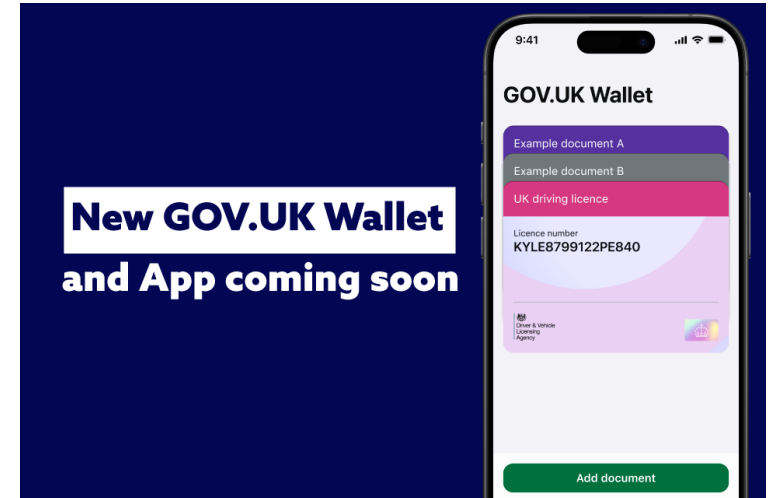 New GOV.UK Wallet
and App coming soon
9:41
GOV.UK Wallet
Example document A
Example document B
UK driving licence
Licence number
KYLE8799122PE840
Driver & Vehicle
Licensing
Agency
Add document